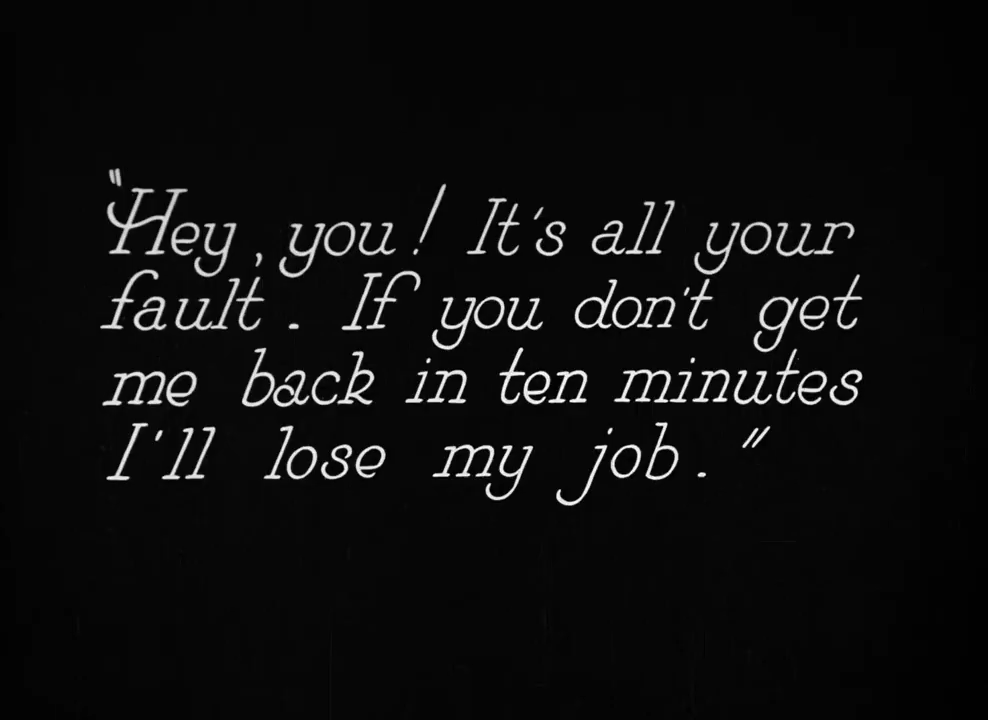 "Hey, you! It's all your
fault. If you don't get
me back in ten minutes
I'll lose my job."